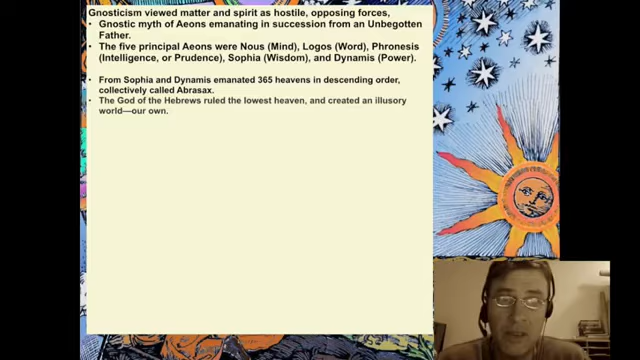 Gnosticism viewed matter and spirit as hostile, opposing forces,
• Gnostic myth of Aeons emanating in succession from an Unbegotten
Father.
• The five principal Aeons were Nous (Mind), Logos (Word), Phronesis
(Intelligence, or Prudence), Sophia (Wisdom), and Dynamis (Power).
• From Sophia and Dynamis emanated 365 heavens in descending order,
collectively called Abrasax.
• The God of the Hebrews ruled the lowest heaven, and created an illusory
world—our own.